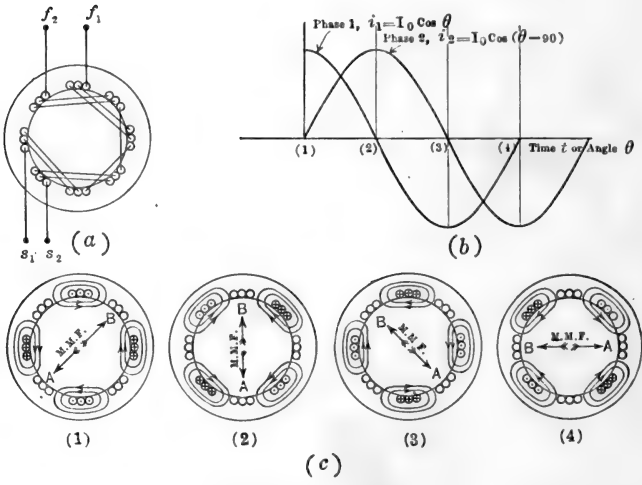 f₂ f₁
s₁ s₂
(a)
Phase 1, i₁=I₀ Cos θ
Phase 2, i₂=I₀ Cos (θ−90)
(1) (2) (3) (4) Time t or Angle θ
(b)
B M.M.F. A
B M.M.F. A
B M.M.F. A
B M.M.F. A
(1) (2) (3) (4)
(c)